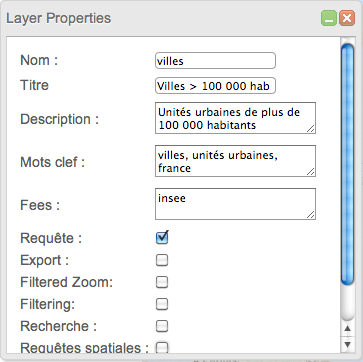 Layer Properties
Nom : villes
Titre Villes > 100 000 hab
Description : Unités urbaines de plus de
100 000 habitants
Mots clef : villes, unités urbaines,
france
Fees : insee
Requête :
Export :
Filtered Zoom:
Filtering:
Recherche :
Requêtes spatiales :